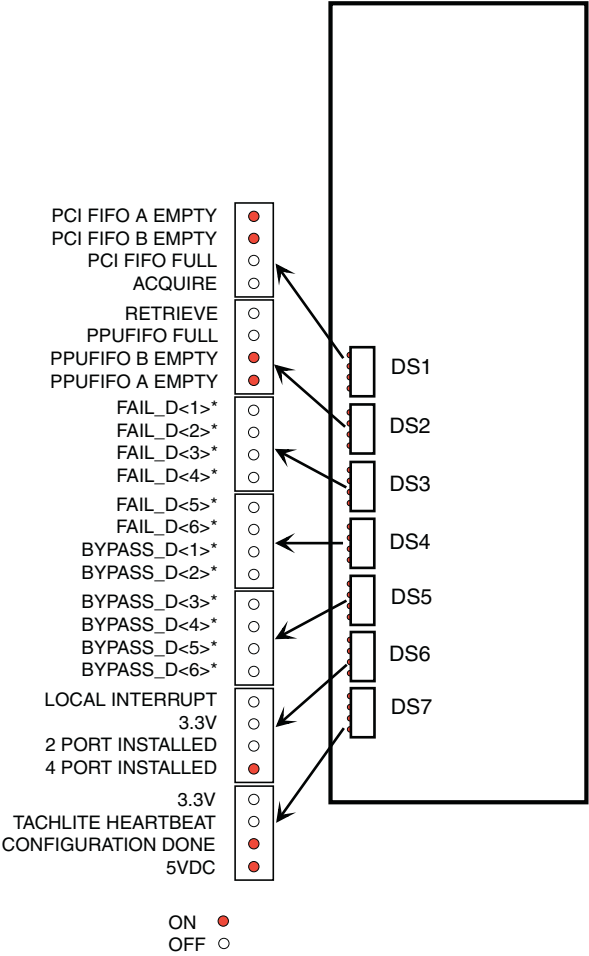 PCI FIFO A EMPTY
PCI FIFO B EMPTY
PCI FIFO FULL
ACQUIRE
RETRIEVE
PPUFIFO FULL
PPUFIFO B EMPTY
PPUFIFO A EMPTY
FAIL_D<1>*
FAIL_D<2>*
FAIL_D<3>*
FAIL_D<4>*
FAIL_D<5>*
FAIL_D<6>*
BYPASS_D<1>*
BYPASS_D<2>*
BYPASS_D<3>*
BYPASS_D<4>*
BYPASS_D<5>*
BYPASS_D<6>*
LOCAL INTERRUPT
3.3V
2 PORT INSTALLED
4 PORT INSTALLED
3.3V
TACHLITE HEARTBEAT
CONFIGURATION DONE
5VDC
DS1
DS2
DS3
DS4
DS5
DS6
DS7
ON
OFF